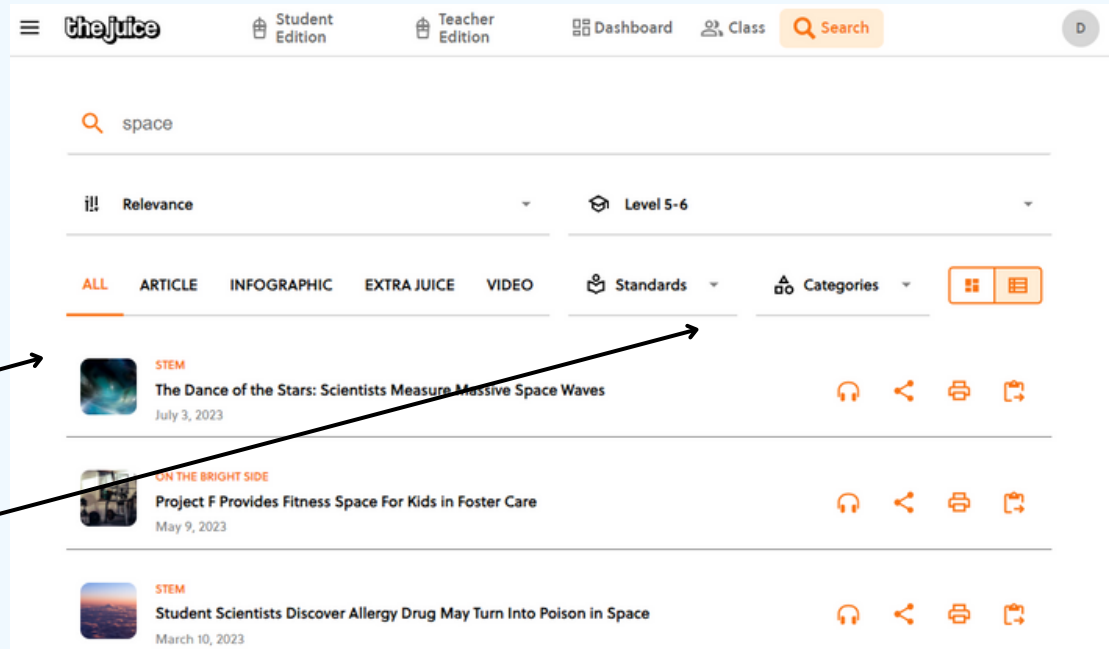 the juice
Student
Edition
Teacher
Edition
Dashboard
Class
Search
D
space
Relevance
Level 5-6
ALL ARTICLE INFOGRAPHIC EXTRA JUICE VIDEO
Standards
Categories
STEM
The Dance of the Stars: Scientists Measure Massive Space Waves
July 3, 2023
ON THE BRIGHT SIDE
Project F Provides Fitness Space For Kids in Foster Care
May 9, 2023
STEM
Student Scientists Discover Allergy Drug May Turn Into Poison in Space
March 10, 2023